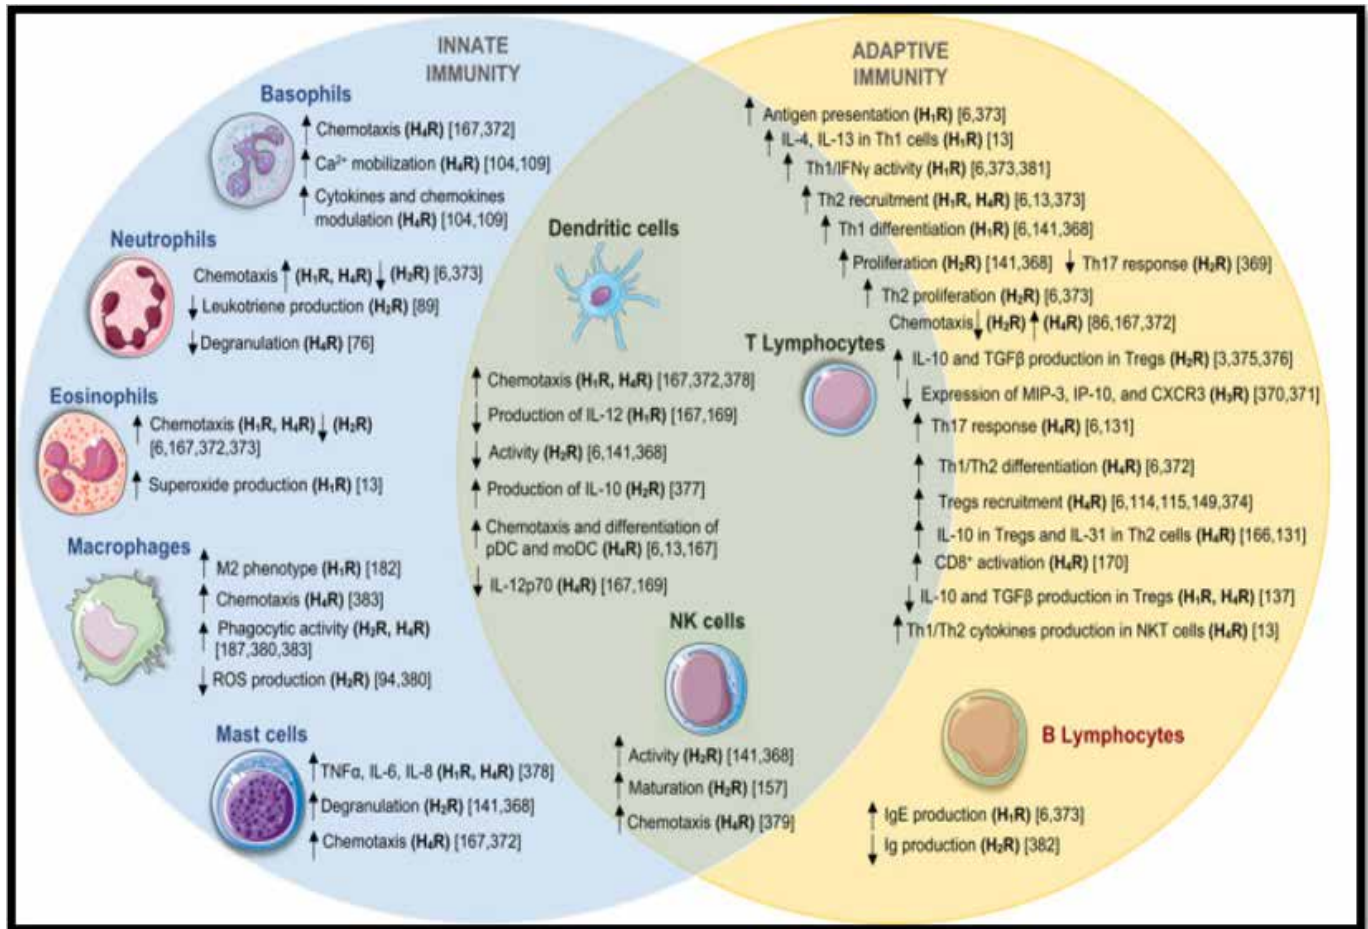 INNATE
IMMUNITY
Basophils
↑ Chemotaxis (H₄R) [167,372]
↑ Ca²⁺ mobilization (H₄R) [104,109]
↑ Cytokines and chemokines
modulation (H₄R) [104,109]
Neutrophils
Chemotaxis ↑ (H₁R, H₄R) ↓ (H₂R) [6,373]
↓ Leukotriene production (H₂R) [89]
↓ Degranulation (H₄R) [76]
Eosinophils
↑ Chemotaxis (H₁R, H₄R) ↓ (H₂R)
[6,167,372,373]
↑ Superoxide production (H₁R) [13]
Macrophages
↑ M2 phenotype (H₁R) [182]
↑ Chemotaxis (H₄R) [383]
↑ Phagocytic activity (H₂R, H₄R)
[187,380,383]
↓ ROS production (H₂R) [94,380]
Mast cells
↑ TNFα, IL-6, IL-8 (H₁R, H₄R) [378]
↑ Degranulation (H₂R) [141,368]
↑ Chemotaxis (H₄R) [167,372]
Dendritic cells
↑ Chemotaxis (H₁R, H₄R) [167,372,378]
↓ Production of IL-12 (H₁R) [167,169]
↓ Activity (H₂R) [6,141,368]
↑ Production of IL-10 (H₂R) [377]
↑ Chemotaxis and differentiation of
pDC and moDC (H₄R) [6,13,167]
↓ IL-12p70 (H₄R) [167,169]
NK cells
↑ Activity (H₂R) [141,368]
↑ Maturation (H₂R) [157]
↑ Chemotaxis (H₄R) [379]
ADAPTIVE
IMMUNITY
↑ Antigen presentation (H₁R) [6,373]
↑ IL-4, IL-13 in Th1 cells (H₁R) [13]
↑ Th1/IFNγ activity (H₁R) [6,373,381]
↑ Th2 recruitment (H₁R, H₄R) [6,13,373]
↑ Th1 differentiation (H₁R) [6,141,368]
↑ Proliferation (H₂R) [141,368] ↓ Th17 response (H₂R) [369]
↑ Th2 proliferation (H₂R) [6,373]
Chemotaxis ↓ (H₂R) ↑ (H₄R) [86,167,372]
T Lymphocytes
↑ IL-10 and TGFβ production in Tregs (H₂R) [3,375,376]
↓ Expression of MIP-3, IP-10, and CXCR3 (H₃R) [370,371]
↑ Th17 response (H₄R) [6,131]
↑ Th1/Th2 differentiation (H₄R) [6,372]
↑ Tregs recruitment (H₄R) [6,114,115,149,374]
↑ IL-10 in Tregs and IL-31 in Th2 cells (H₄R) [166,131]
↑ CD8⁺ activation (H₄R) [170]
↓ IL-10 and TGFβ production in Tregs (H₁R, H₄R) [137]
↑ Th1/Th2 cytokines production in NKT cells (H₄R) [13]
B Lymphocytes
↑ IgE production (H₁R) [6,373]
↓ Ig production (H₂R) [382]